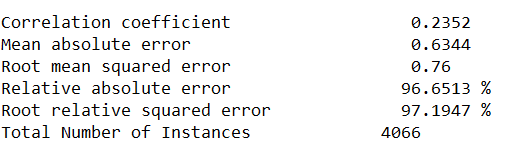 Correlation coefficient 0.2352
Mean absolute error 0.6344
Root mean squared error 0.76
Relative absolute error 96.6513 %
Root relative squared error 97.1947 %
Total Number of Instances 4066